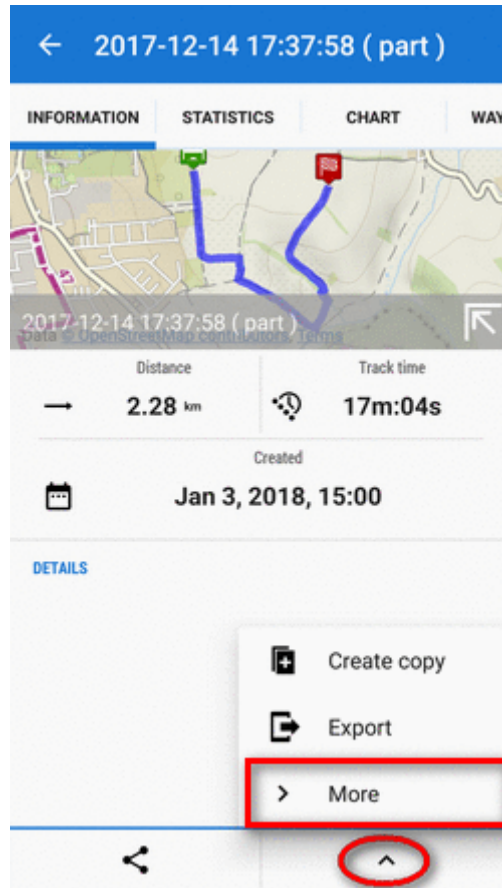 2017-12-14 17:37:58 ( part )
INFORMATION STATISTICS CHART WAY
47
2017-12-14 17:37:58 ( part )
Data © OpenStreetMap contributors, Terms
Distance Track time
2.28 km 17m:04s
Created
Jan 3, 2018, 15:00
DETAILS
Create copy
Export
More